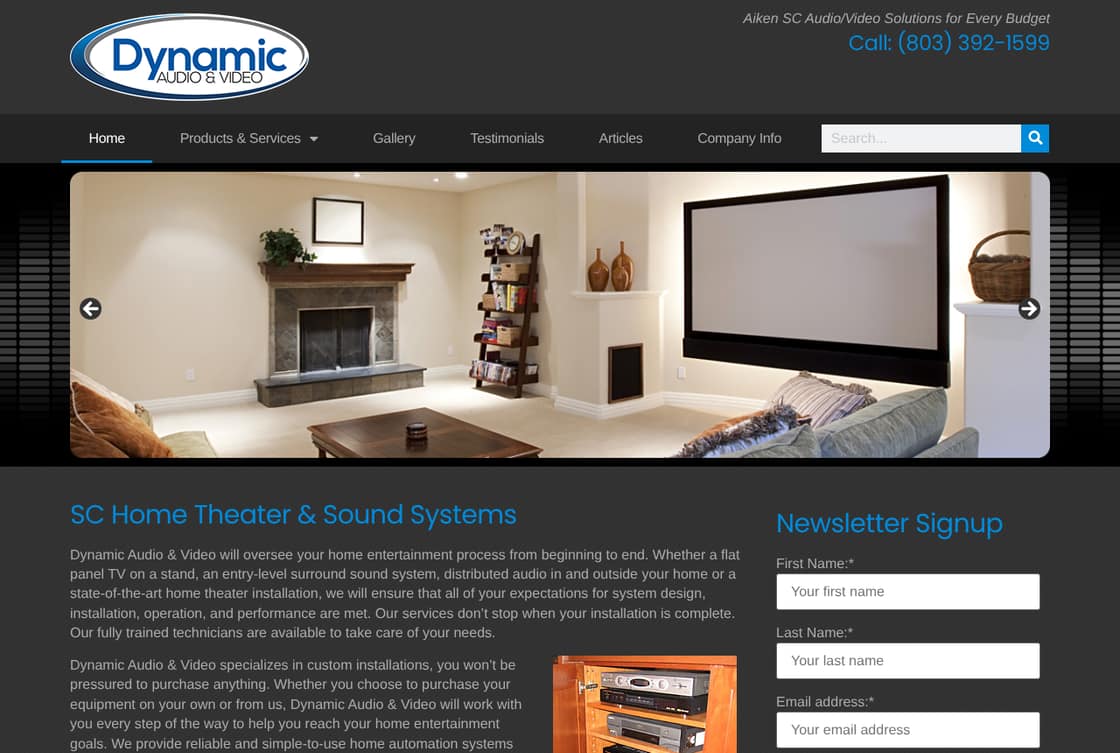 Dynamic
AUDIO & VIDEO
Aiken SC Audio/Video Solutions for Every Budget
Call: (803) 392-1599
Home
Products & Services
Gallery
Testimonials
Articles
Company Info
Search...
SC Home Theater & Sound Systems
Dynamic Audio & Video will oversee your home entertainment process from beginning to end. Whether a flat
panel TV on a stand, an entry-level surround sound system, distributed audio in and outside your home or a
state-of-the-art home theater installation, we will ensure that all of your expectations for system design,
installation, operation, and performance are met. Our services don’t stop when your installation is complete.
Our fully trained technicians are available to take care of your needs.
Dynamic Audio & Video specializes in custom installations, you won’t be
pressured to purchase anything. Whether you choose to purchase your
equipment on your own or from us, Dynamic Audio & Video will work with
you every step of the way to help you reach your home entertainment
goals. We provide reliable and simple-to-use home automation systems
Newsletter Signup
First Name:*
Your first name
Last Name:*
Your last name
Email address:*
Your email address